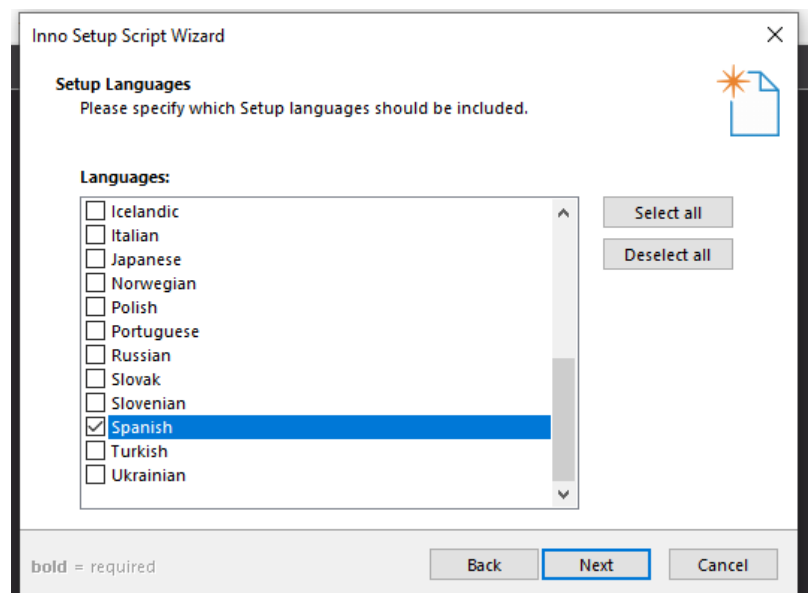 Inno Setup Script Wizard
Setup Languages
Please specify which Setup languages should be included.
Languages:
Icelandic
Italian
Japanese
Norwegian
Polish
Portuguese
Russian
Slovak
Slovenian
Spanish
Turkish
Ukrainian
Select all
Deselect all
bold = required
Back
Next
Cancel